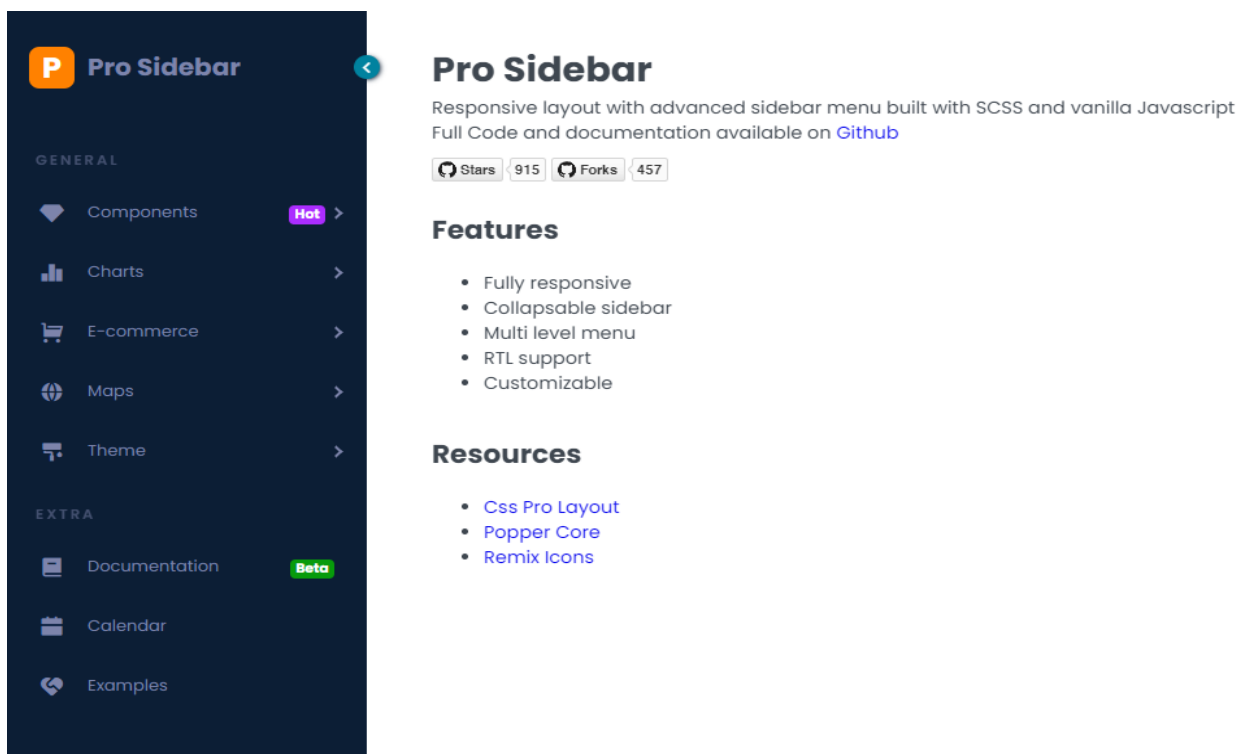 P Pro Sidebar
GENERAL
Components Hot
Charts
E-commerce
Maps
Theme
EXTRA
Documentation Beta
Calendar
Examples
Pro Sidebar
Responsive layout with advanced sidebar menu built with SCSS and vanilla Javascript
Full Code and documentation available on Github
Stars 915 Forks 457
Features
• Fully responsive
• Collapsable sidebar
• Multi level menu
• RTL support
• Customizable
Resources
• Css Pro Layout
• Popper Core
• Remix Icons